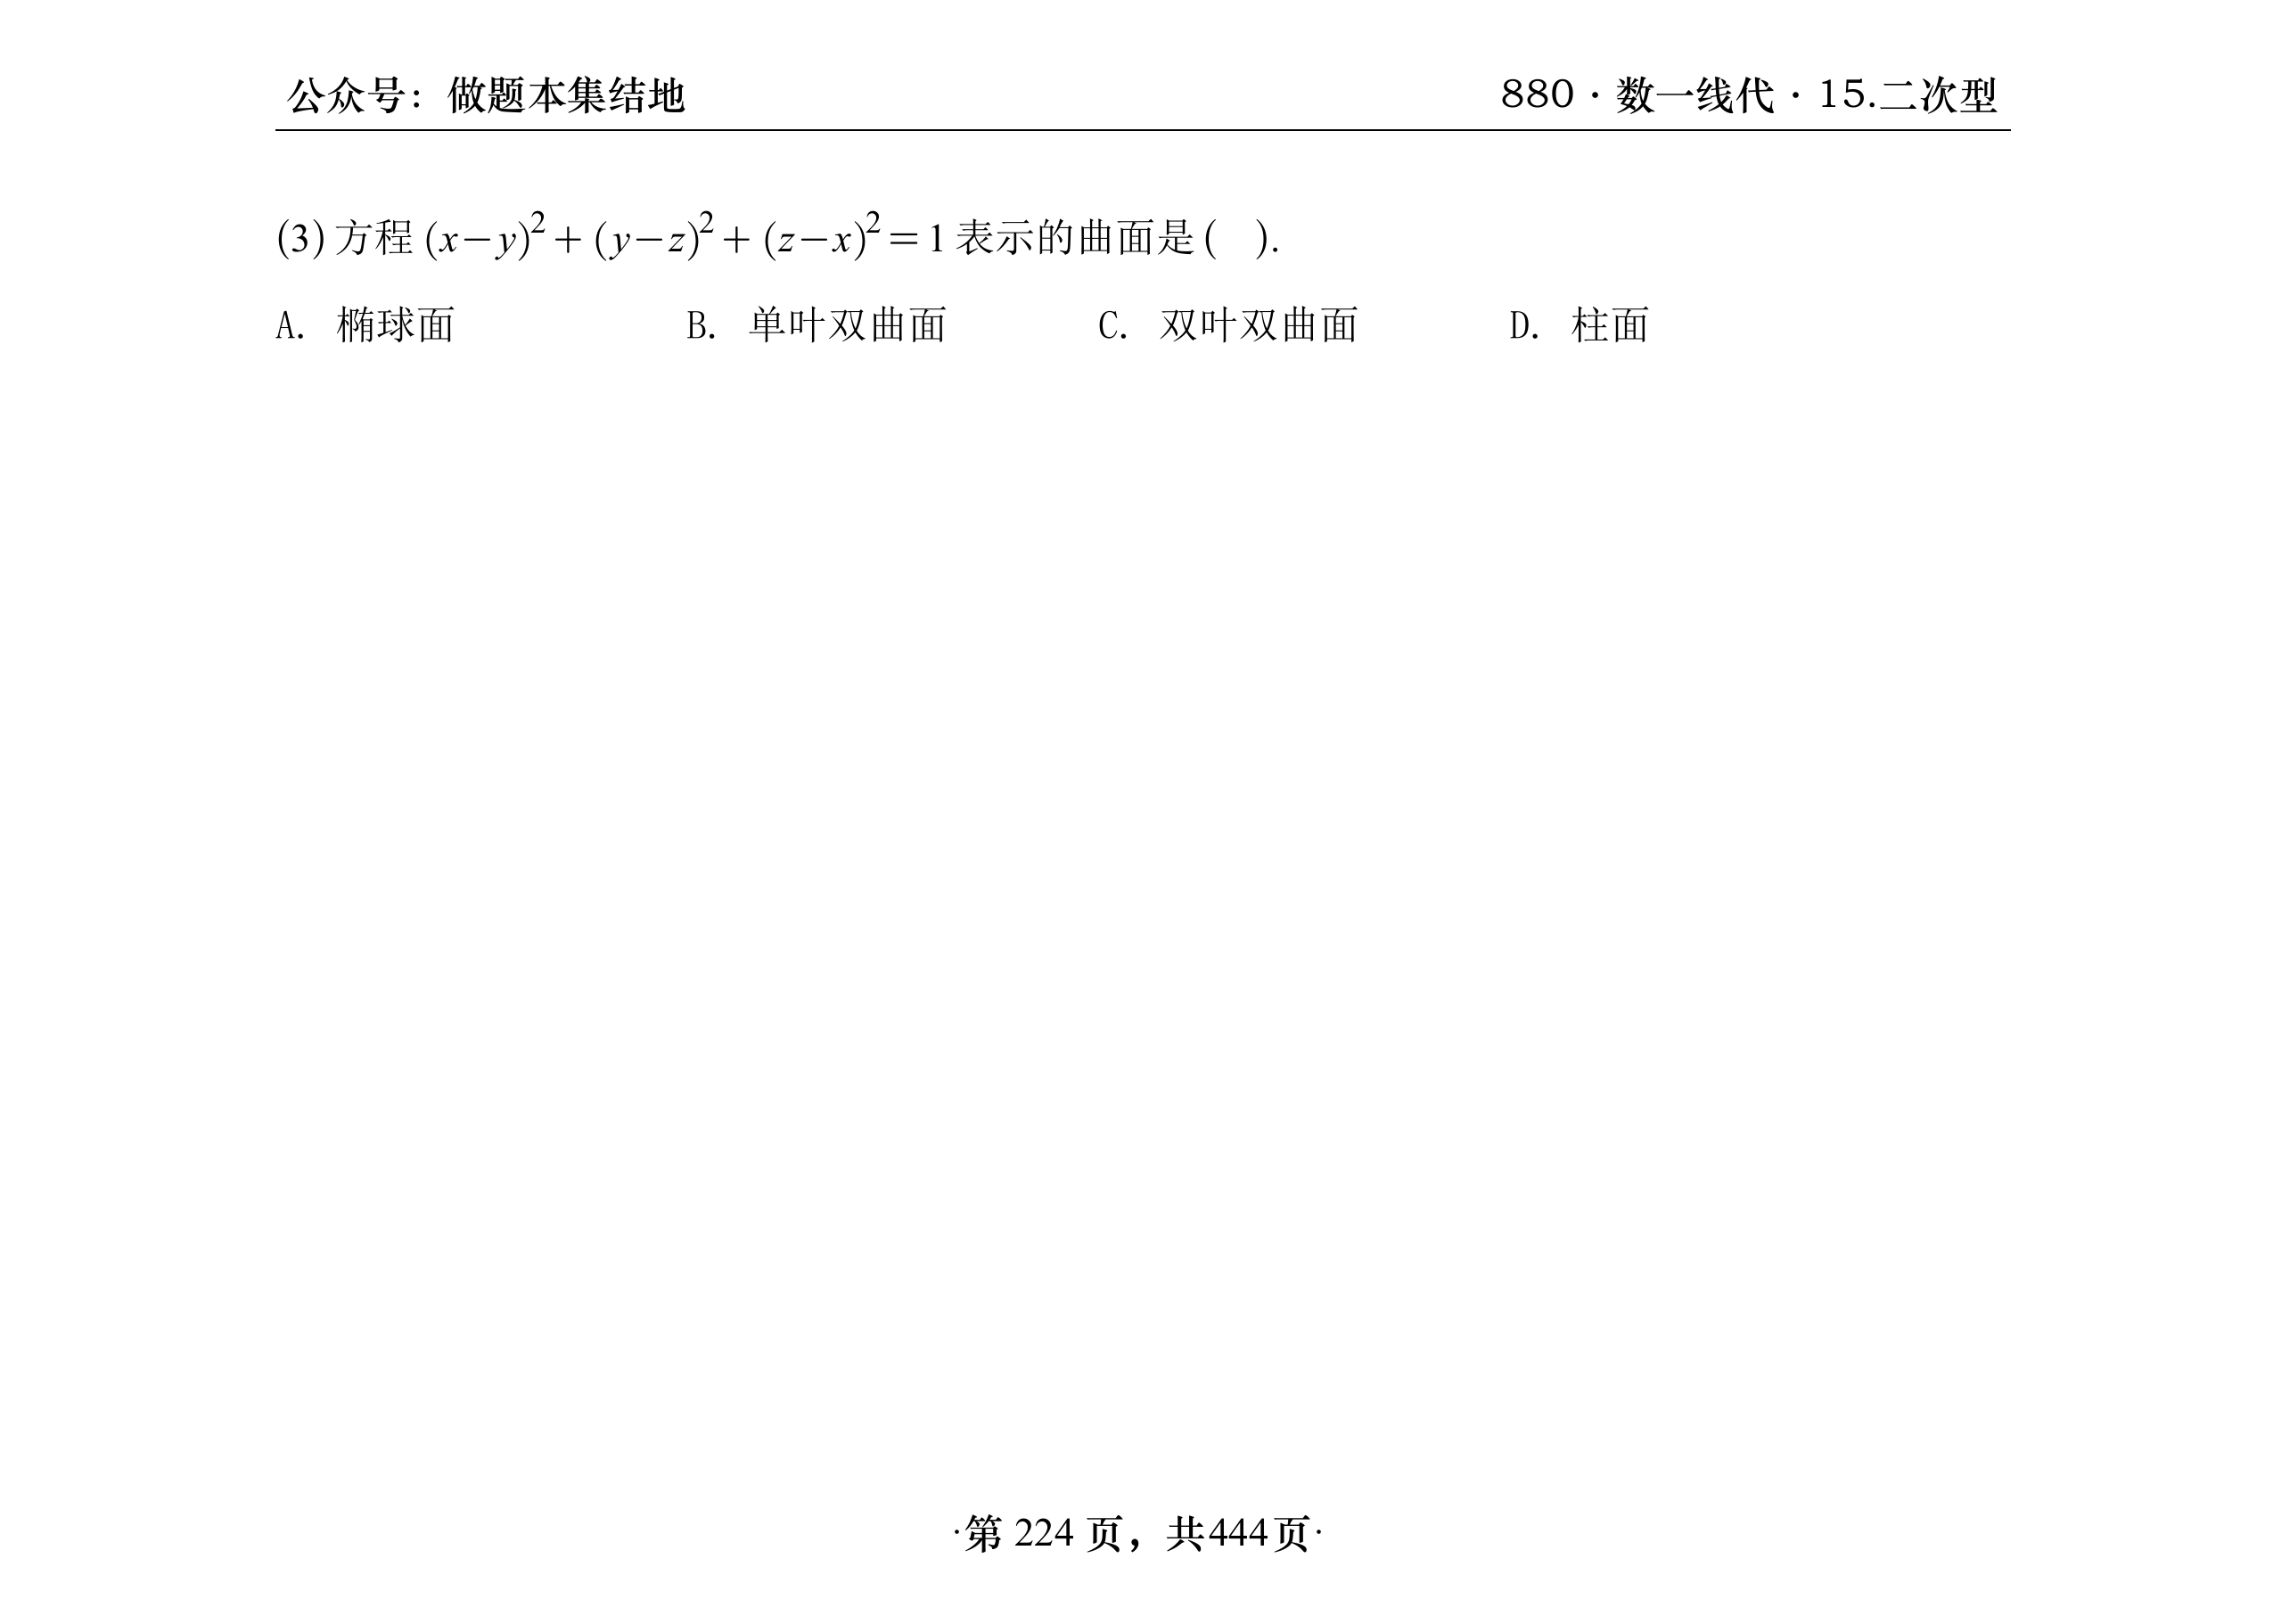 公众号：做题本集结地
880·数一线代·15.二次型
(3)方程(x−y)²+(y−z)²+(z−x)²=1表示的曲面是(  ).
A. 椭球面 B. 单叶双曲面 C. 双叶双曲面 D. 柱面
·第 224 页，共444页·